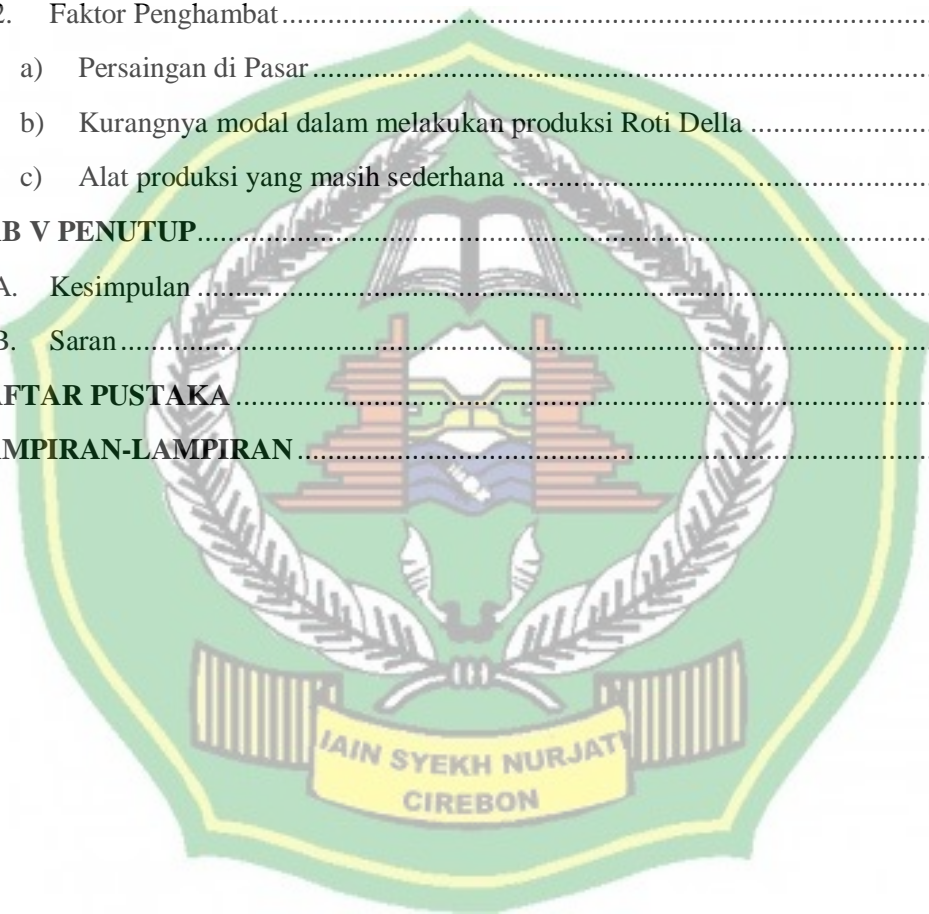 2. Faktor Penghambat
a) Persaingan di Pasar
b) Kurangnya modal dalam melakukan produksi Roti Della
c) Alat produksi yang masih sederhana
AB V PENUTUP
A. Kesimpulan
B. Saran
AFTAR PUSTAKA
AMPIRAN-LAMPIRAN
IAIN SYEKH NURJATI
CIREBON